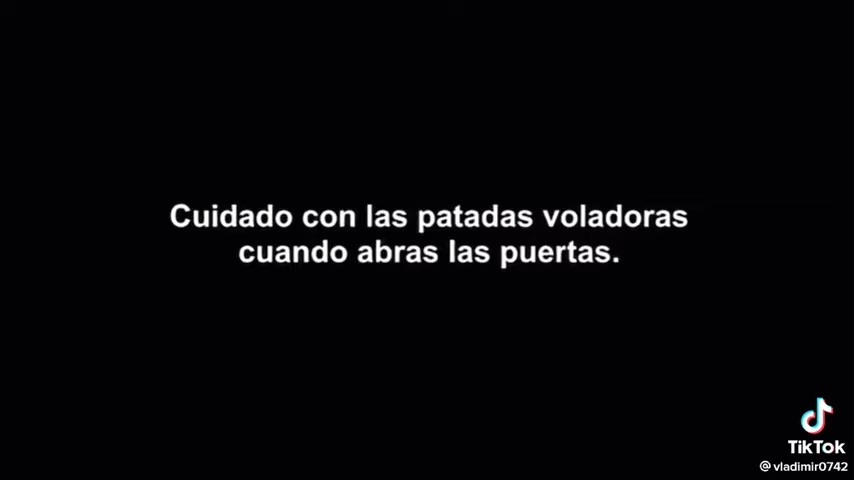 Cuidado con las patadas voladoras
cuando abras las puertas.
TikTok
@vladimir0742